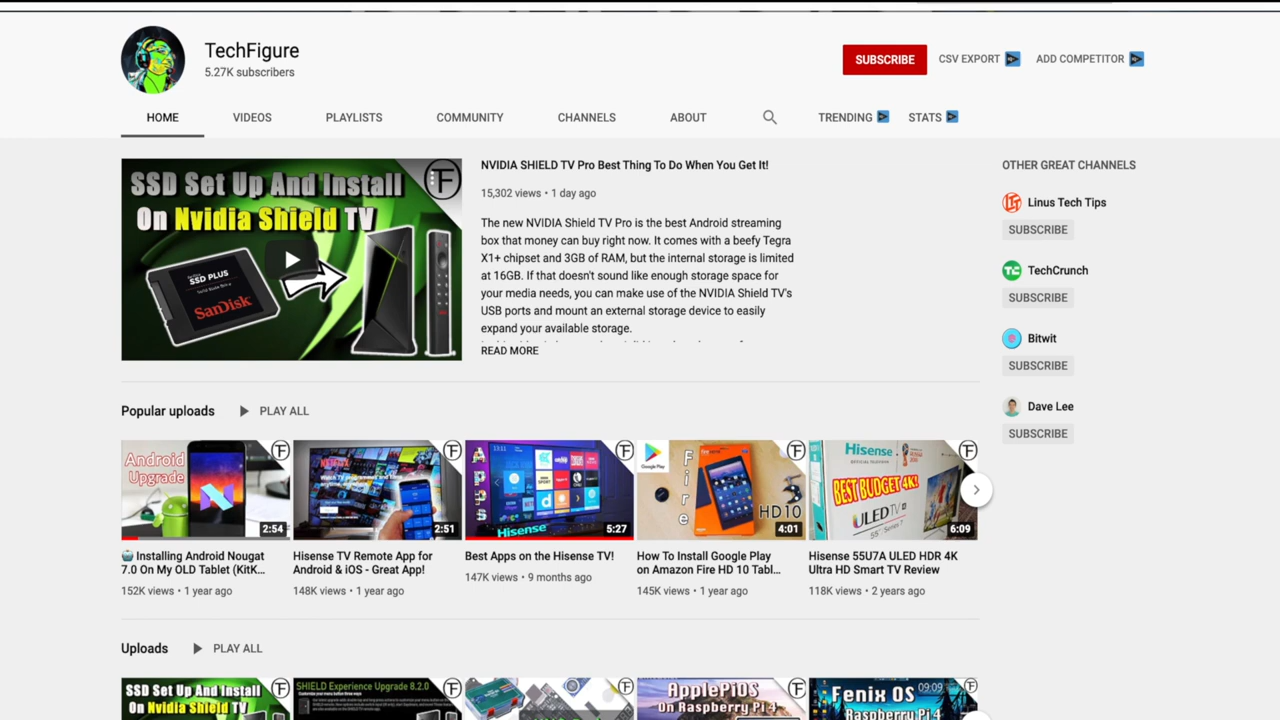 TechFigure
5.27K subscribers
SUBSCRIBE
CSV EXPORT
ADD COMPETITOR
HOME
VIDEOS
PLAYLISTS
COMMUNITY
CHANNELS
ABOUT
TRENDING
STATS
SSD Set Up And Install
On Nvidia Shield TV
SSD PLUS
SanDisk
NVIDIA SHIELD TV Pro Best Thing To Do When You Get It!
15,302 views • 1 day ago
The new NVIDIA Shield TV Pro is the best Android streaming
box that money can buy right now. It comes with a beefy Tegra
X1+ chipset and 3GB of RAM, but the internal storage is limited
at 16GB. If that doesn't sound like enough storage space for
your media needs, you can make use of the NVIDIA Shield TV's
USB ports and mount an external storage device to easily
expand your available storage.
READ MORE
OTHER GREAT CHANNELS
Linus Tech Tips
SUBSCRIBE
TechCrunch
SUBSCRIBE
Bitwit
SUBSCRIBE
Dave Lee
SUBSCRIBE
Popular uploads
PLAY ALL
Android
Upgrade
2:54
NETFLIX
2:51
APPS
Hisense
5:27
Google Play
Fire
HD10
4:01
Hisense
BEST BUDGET 4K!
ULED TV
6:09
Installing Android Nougat
7.0 On My OLD Tablet (KitK...
152K views • 1 year ago
Hisense TV Remote App for
Android & iOS - Great App!
148K views • 1 year ago
Best Apps on the Hisense TV!
147K views • 9 months ago
How To Install Google Play
on Amazon Fire HD 10 Tabl...
145K views • 1 year ago
Hisense 55U7A ULED HDR 4K
Ultra HD Smart TV Review
118K views • 2 years ago
Uploads
PLAY ALL
SSD Set Up And Install
On Nvidia Shield TV
SHIELD Experience Upgrade 8.2.0
On Raspberry Pi 4
enix OS
09:09
Raspberry Pi 4